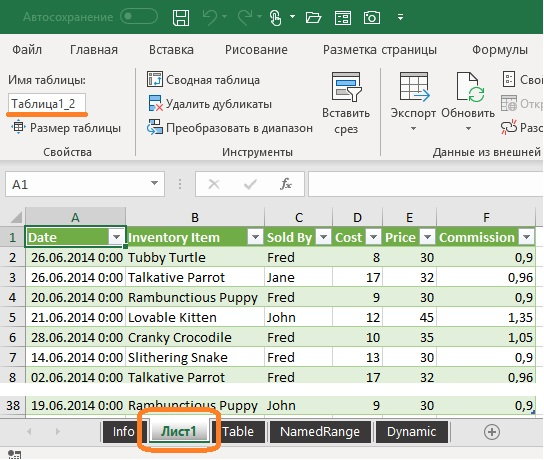 Автосохранение
Файл Главная Вставка Рисование Разметка страницы Формулы
Имя таблицы:
Таблица1_2
Размер таблицы
Свойства
Сводная таблица
Удалить дубликаты
Преобразовать в диапазон
Инструменты
Вставить
срез
Экспорт Обновить
Свой
Откр
Разо
Данные из внешней
A1 fx
A B C D E F
1 Date Inventory Item Sold By Cost Price Commission
2 26.06.2014 0:00 Tubby Turtle Fred 8 30 0,9
3 26.06.2014 0:00 Talkative Parrot Jane 17 32 0,96
4 20.06.2014 0:00 Rambunctious Puppy Fred 9 30 0,9
5 21.06.2014 0:00 Lovable Kitten John 12 45 1,35
6 28.06.2014 0:00 Cranky Crocodile Fred 10 35 1,05
7 14.06.2014 0:00 Slithering Snake Fred 13 30 0,9
8 02.06.2014 0:00 Talkative Parrot Fred 17 32 0,96
38 19.06.2014 0:00 Rambunctious Puppy John 9 30 0,9
Info Лист1 Table NamedRange Dynamic